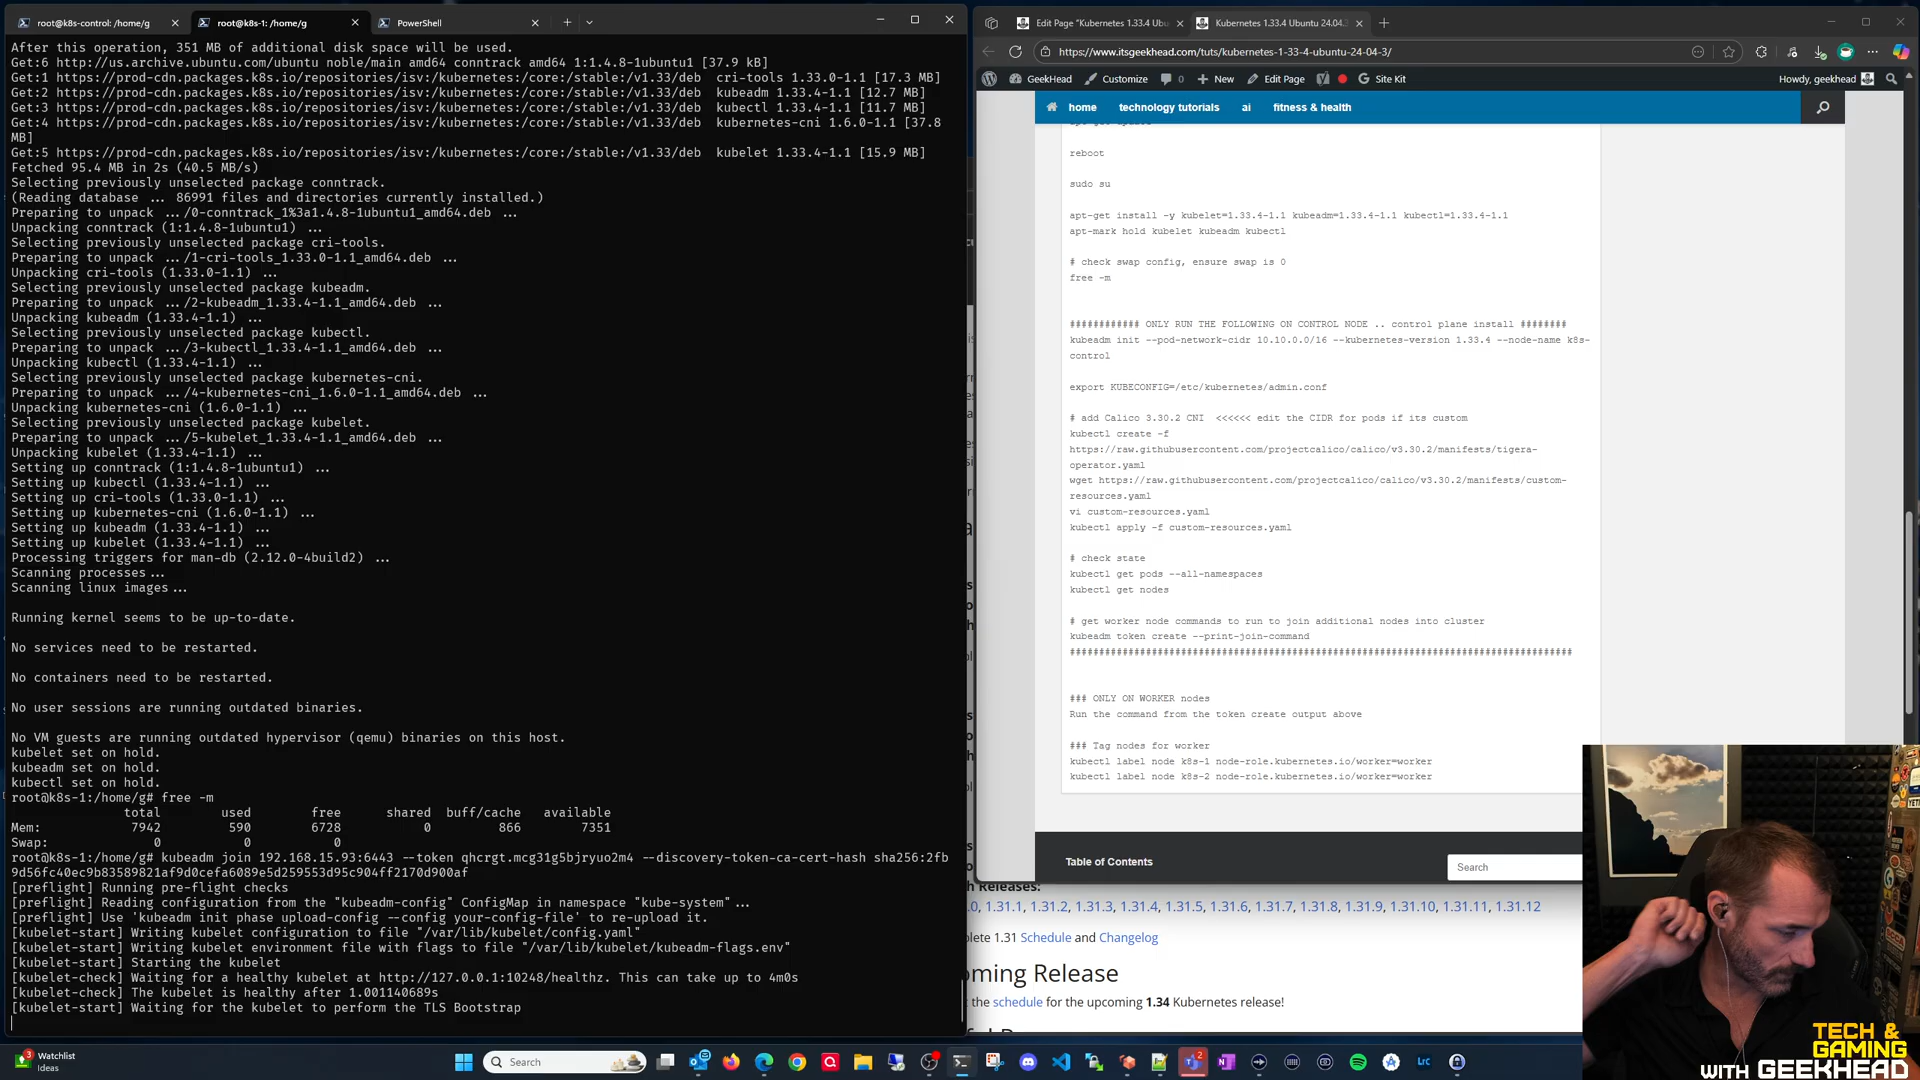 root@k8s-control: /home/g
root@k8s-1: /home/g
PowerShell
After this operation, 351 MB of additional disk space will be used.
Get:6 http://us.archive.ubuntu.com/ubuntu noble/main amd64 conntrack amd64 1:1.4.8-1ubuntu1 [37.9 kB]
Get:1 https://prod-cdn.packages.k8s.io/repositories/isv:/kubernetes:/core:/stable:/v1.33/deb  cri-tools 1.33.0-1.1 [17.3 MB]
Get:2 https://prod-cdn.packages.k8s.io/repositories/isv:/kubernetes:/core:/stable:/v1.33/deb  kubeadm 1.33.4-1.1 [12.7 MB]
Get:3 https://prod-cdn.packages.k8s.io/repositories/isv:/kubernetes:/core:/stable:/v1.33/deb  kubectl 1.33.4-1.1 [11.7 MB]
Get:4 https://prod-cdn.packages.k8s.io/repositories/isv:/kubernetes:/core:/stable:/v1.33/deb  kubernetes-cni 1.6.0-1.1 [37.8
MB]
Get:5 https://prod-cdn.packages.k8s.io/repositories/isv:/kubernetes:/core:/stable:/v1.33/deb  kubelet 1.33.4-1.1 [15.9 MB]
Fetched 95.4 MB in 2s (40.5 MB/s)
Selecting previously unselected package conntrack.
(Reading database ... 86991 files and directories currently installed.)
Preparing to unpack .../0-conntrack_1%3a1.4.8-1ubuntu1_amd64.deb ...
Unpacking conntrack (1:1.4.8-1ubuntu1) ...
Selecting previously unselected package cri-tools.
Preparing to unpack .../1-cri-tools_1.33.0-1.1_amd64.deb ...
Unpacking cri-tools (1.33.0-1.1) ...
Selecting previously unselected package kubeadm.
Preparing to unpack .../2-kubeadm_1.33.4-1.1_amd64.deb ...
Unpacking kubeadm (1.33.4-1.1) ...
Selecting previously unselected package kubectl.
Preparing to unpack .../3-kubectl_1.33.4-1.1_amd64.deb ...
Unpacking kubectl (1.33.4-1.1) ...
Selecting previously unselected package kubernetes-cni.
Preparing to unpack .../4-kubernetes-cni_1.6.0-1.1_amd64.deb ...
Unpacking kubernetes-cni (1.6.0-1.1) ...
Selecting previously unselected package kubelet.
Preparing to unpack .../5-kubelet_1.33.4-1.1_amd64.deb ...
Unpacking kubelet (1.33.4-1.1) ...
Setting up conntrack (1:1.4.8-1ubuntu1) ...
Setting up kubectl (1.33.4-1.1) ...
Setting up cri-tools (1.33.0-1.1) ...
Setting up kubernetes-cni (1.6.0-1.1) ...
Setting up kubeadm (1.33.4-1.1) ...
Setting up kubelet (1.33.4-1.1) ...
Processing triggers for man-db (2.12.0-4build2) ...
Scanning processes...
Scanning linux images...
Running kernel seems to be up-to-date.
No services need to be restarted.
No containers need to be restarted.
No user sessions are running outdated binaries.
No VM guests are running outdated hypervisor (qemu) binaries on this host.
kubelet set on hold.
kubeadm set on hold.
kubectl set on hold.
root@k8s-1:/home/g# free -m
total used free shared buff/cache available
Mem: 7942 590 6728 0 866 7351
Swap: 0 0 0
root@k8s-1:/home/g# kubeadm join 192.168.15.93:6443 --token qhcrgt.mcg31g5bjryuo2m4 --discovery-token-ca-cert-hash sha256:2fb
9d56fc40ec9b83589821af9d0cefa6089e5d259553d95c904ff2170d900af
[preflight] Running pre-flight checks
[preflight] Reading configuration from the "kubeadm-config" ConfigMap in namespace "kube-system"...
[preflight] Use 'kubeadm init phase upload-config --config your-config-file' to re-upload it.
[kubelet-start] Writing kubelet configuration to file "/var/lib/kubelet/config.yaml"
[kubelet-start] Writing kubelet environment file with flags to file "/var/lib/kubelet/kubeadm-flags.env"
[kubelet-start] Starting the kubelet
[kubelet-check] Waiting for a healthy kubelet at http://127.0.0.1:10248/healthz. This can take up to 4m0s
[kubelet-check] The kubelet is healthy after 1.001140689s
[kubelet-start] Waiting for the kubelet to perform the TLS Bootstrap
Edit Page "Kubernetes 1.33.4 Ubu
Kubernetes 1.33.4 Ubuntu 24.04.
https://www.itsgeekhead.com/tuts/kubernetes-1-33-4-ubuntu-24-04-3/
GeekHead Customize 0 New Edit Page Site Kit Howdy, geekhead
home technology tutorials ai fitness & health
reboot
sudo su
apt-get install -y kubelet=1.33.4-1.1 kubeadm=1.33.4-1.1 kubectl=1.33.4-1.1
apt-mark hold kubelet kubeadm kubectl
# check swap config, ensure swap is 0
free -m
############ ONLY RUN THE FOLLOWING ON CONTROL NODE .. control plane install ########
kubeadm init --pod-network-cidr 10.10.0.0/16 --kubernetes-version 1.33.4 --node-name k8s-
control
export KUBECONFIG=/etc/kubernetes/admin.conf
# add Calico 3.30.2 CNI  <<<<<< edit the CIDR for pods if its custom
kubectl create -f
https://raw.githubusercontent.com/projectcalico/calico/v3.30.2/manifests/tigera-
operator.yaml
wget https://raw.githubusercontent.com/projectcalico/calico/v3.30.2/manifests/custom-
resources.yaml
vi custom-resources.yaml
kubectl apply -f custom-resources.yaml
# check state
kubectl get pods --all-namespaces
kubectl get nodes
# get worker node commands to run to join additional nodes into cluster
kubeadm token create --print-join-command
######################################################################################
### ONLY ON WORKER nodes
Run the command from the token create output above
### Tag nodes for worker
kubectl label node k8s-1 node-role.kubernetes.io/worker=worker
kubectl label node k8s-2 node-role.kubernetes.io/worker=worker
Table of Contents
Search
h Releases:
.0, 1.31.1, 1.31.2, 1.31.3, 1.31.4, 1.31.5, 1.31.6, 1.31.7, 1.31.8, 1.31.9, 1.31.10, 1.31.11, 1.31.12
plete 1.31 Schedule and Changelog
oming Release
the schedule for the upcoming 1.34 Kubernetes release!
Watchlist
Ideas
Search
TECH &
GAMING
WITH GEEKHEAD